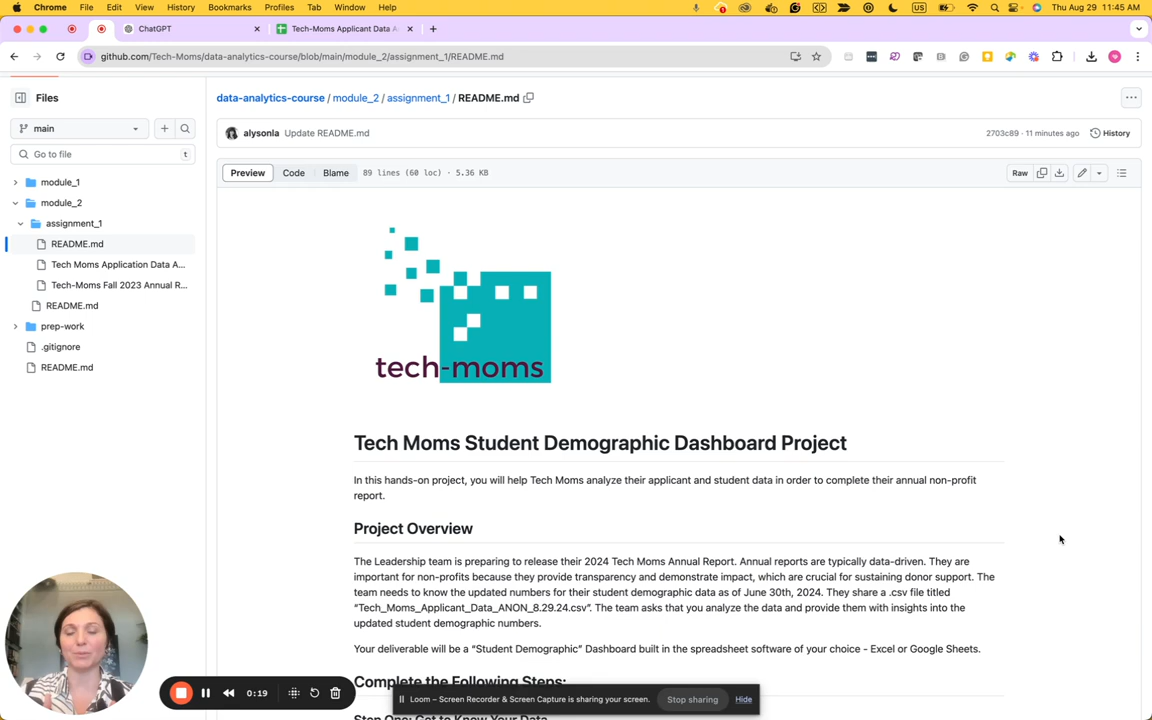 Chrome File Edit View History Bookmarks Profiles Tab Window Help US Thu Aug 29 11:45 AM
ChatGPT Tech-Moms Applicant Data A
github.com/Tech-Moms/data-analytics-course/blob/main/module_2/assignment_1/README.md
Files
main
Go to file t
module_1
module_2
assignment_1
README.md
Tech Moms Application Data A...
Tech-Moms Fall 2023 Annual R...
README.md
prep-work
.gitignore
README.md
data-analytics-course / module_2 / assignment_1 / README.md
alysonla Update README.md 2703c89 · 11 minutes ago History
Preview Code Blame 89 lines (60 loc) · 5.36 KB Raw
tech-moms
Tech Moms Student Demographic Dashboard Project
In this hands-on project, you will help Tech Moms analyze their applicant and student data in order to complete their annual non-profit
report.
Project Overview
The Leadership team is preparing to release their 2024 Tech Moms Annual Report. Annual reports are typically data-driven. They are
important for non-profits because they provide transparency and demonstrate impact, which are crucial for sustaining donor support. The
team needs to know the updated numbers for their student demographic data as of June 30th, 2024. They share a .csv file titled
“Tech_Moms_Applicant_Data_ANON_8.29.24.csv”. The team asks that you analyze the data and provide them with insights into the
updated student demographic numbers.
Your deliverable will be a “Student Demographic” Dashboard built in the spreadsheet software of your choice - Excel or Google Sheets.
Complete the Following Steps:
Step One: Get to Know Your Data
0:19
Loom – Screen Recorder & Screen Capture is sharing your screen. Stop sharing Hide